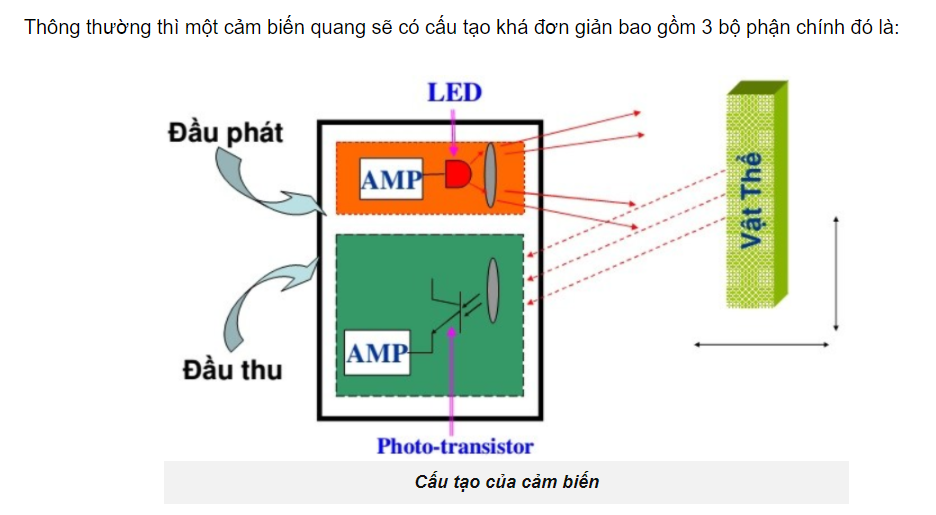 Thông thường thì một cảm biến quang sẽ có cấu tạo khá đơn giản bao gồm 3 bộ phận chính đó là:
LED
Đầu phát
AMP
Vật Thể
AMP
Đầu thu
Photo-transistor
Cấu tạo của cảm biến